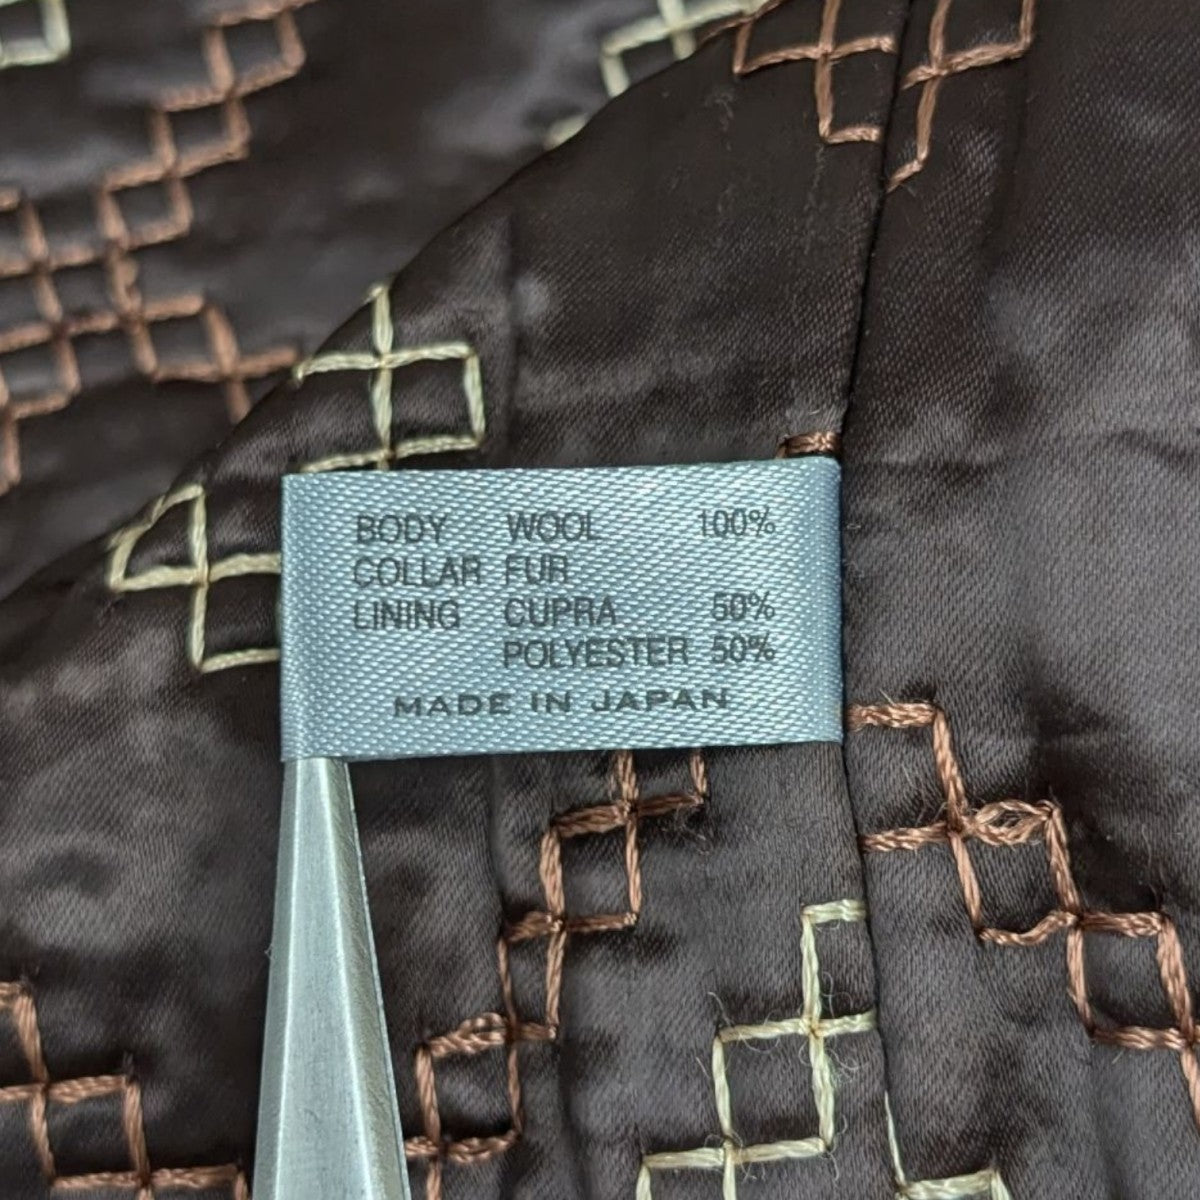 BODY WOOL 100%
COLLAR FUR
LINING CUPRA 50%
POLYESTER 50%
MADE IN JAPAN